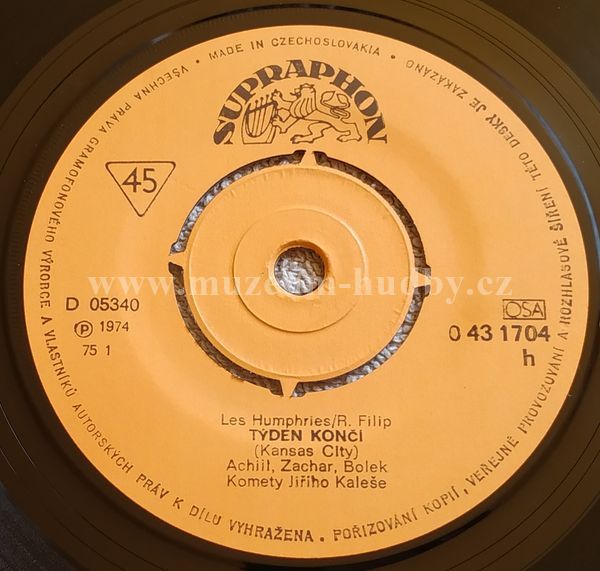 VŠECHNA PRÁVA GRAMOFONOVÉHO VÝROBCE A VLASTNÍKŮ AUTORSKÝCH PRÁV K DÍLU VYHRAŽENA. POŘIZOVÁNÍ KOPIÍ, VEŘEJNÉ PROVOZOVÁNÍ A ROZHLASOVÉ ŠÍŘENÍ TÉTO DESKY JE ZAKÁZÁNO • MADE IN CZECHOSLOVAKIA •
SUPRAPHON
45
www.muzeum-hudby.cz
D 05340
Ⓟ 1974
75 1
OSA
0 43 1704
h
Les Humphries/R. Filip
TÝDEN KONČÍ
(Kansas CIty)
Achill, Zachar, Bolek
Komety Jiřího Kaleše